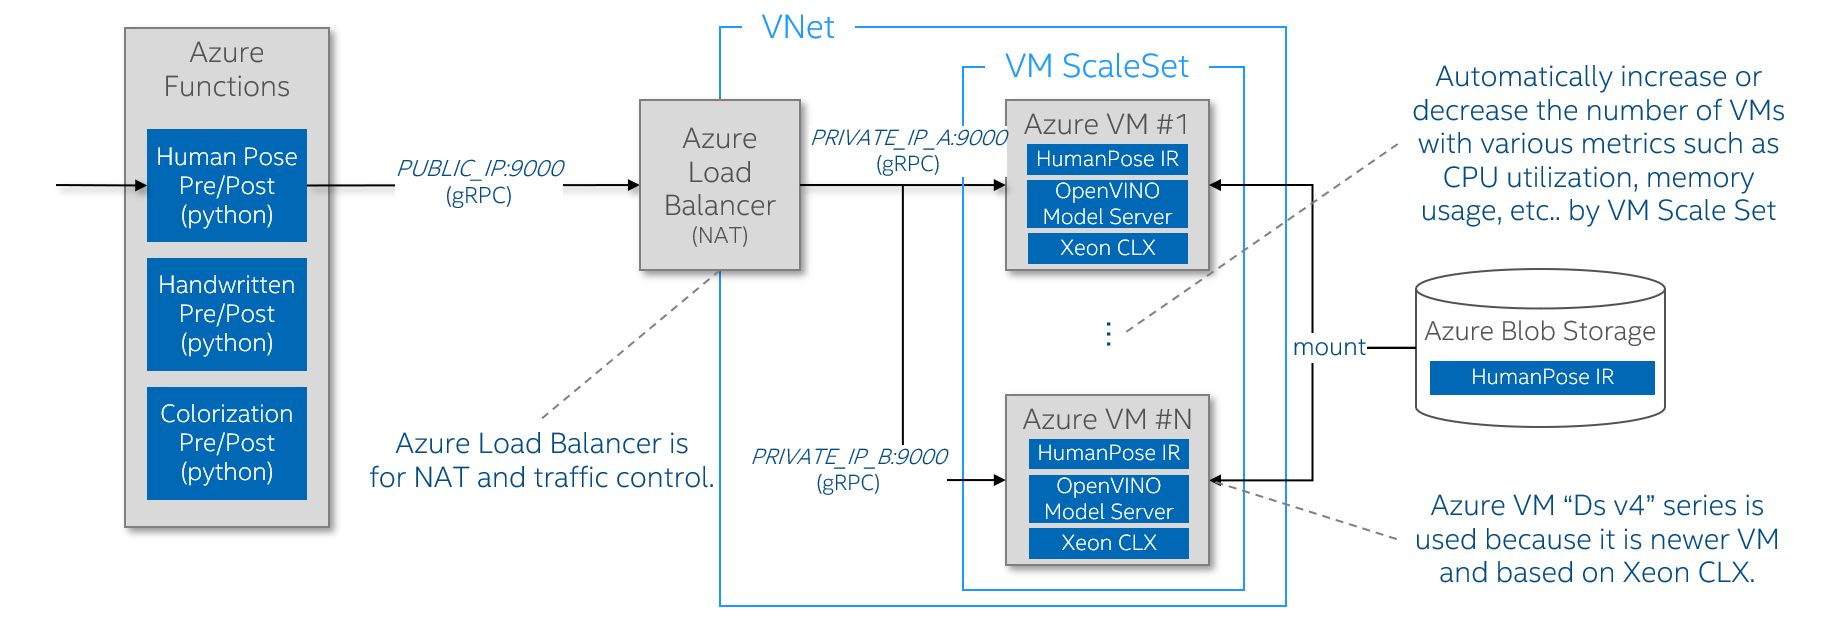 Azure
Functions
Human Pose
Pre/Post
(python)
Handwritten
Pre/Post
(python)
Colorization
Pre/Post
(python)
PUBLIC_IP:9000
(gRPC)
Azure
Load
Balancer
(NAT)
Azure Load Balancer is
for NAT and traffic control.
VNet
VM ScaleSet
PRIVATE_IP_A:9000
(gRPC)
Azure VM #1
HumanPose IR
OpenVINO
Model Server
Xeon CLX
⋮
PRIVATE_IP_B:9000
(gRPC)
Azure VM #N
HumanPose IR
OpenVINO
Model Server
Xeon CLX
mount
Automatically increase or
decrease the number of VMs
with various metrics such as
CPU utilization, memory
usage, etc.. by VM Scale Set
Azure Blob Storage
HumanPose IR
Azure VM “Ds v4” series is
used because it is newer VM
and based on Xeon CLX.